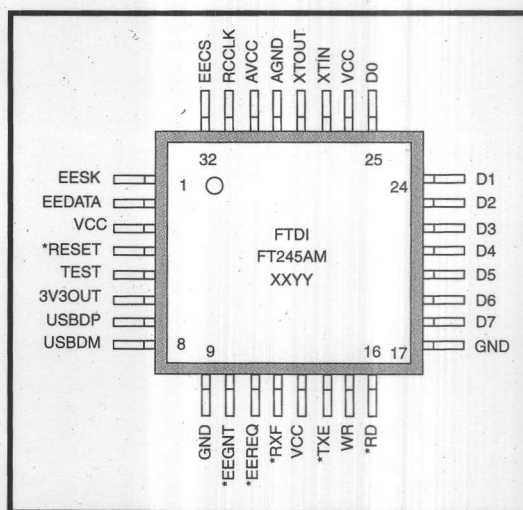 EECS
RCCLK
AVCC
AGND
XTOUT
XTIN
VCC
D0
32
25
EESK
1
24
D1
EEDATA
D2
VCC
D3
*RESET
FTDI
D4
TEST
FT245AM
D5
3V3OUT
XXYY
D6
USBDP
D7
USBDM
8
9
16
17
GND
GND
*EEGNT
*EEREQ
*RXF
VCC
*TXE
WR
*RD